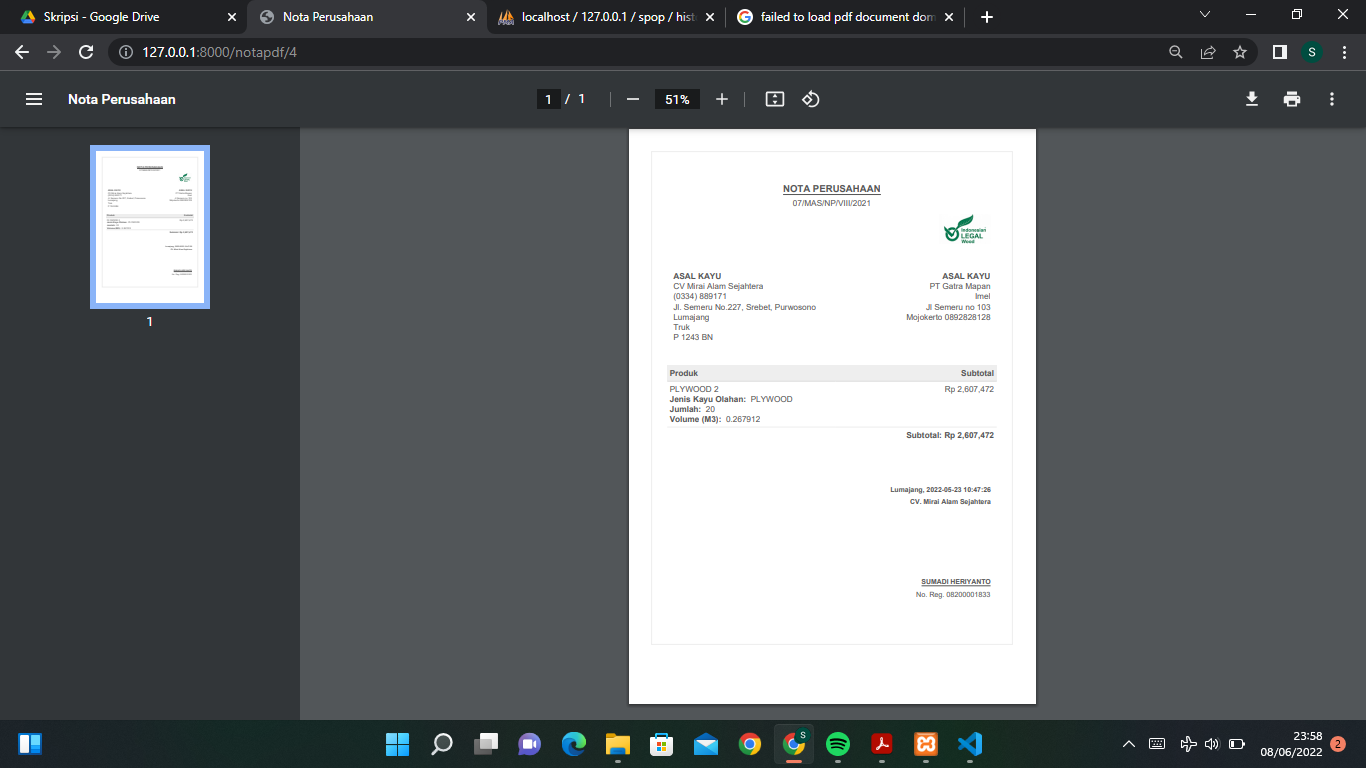 Skripsi - Google Drive
Nota Perusahaan
localhost / 127.0.0.1 / spop / hist
failed to load pdf document dom
127.0.0.1:8000/notapdf/4
S
Nota Perusahaan
1 / 1
51%
1
NOTA PERUSAHAAN
07/MAS/NP/VIII/2021
Indonesian
LEGAL
Wood
ASAL KAYU
CV Mirai Alam Sejahtera
(0334) 889171
Jl. Semeru No.227, Srebet, Purwosono
Lumajang
Truk
P 1243 BN
ASAL KAYU
PT Gatra Mapan
Imel
Jl Semeru no 103
Mojokerto 0892828128
Produk Subtotal
PLYWOOD 2 Rp 2,607,472
Jenis Kayu Olahan: PLYWOOD
Jumlah: 20
Volume (M3): 0.267912
Subtotal: Rp 2,607,472
Lumajang, 2022-05-23 10:47:26
CV. Mirai Alam Sejahtera
SUMADI HERIYANTO
No. Reg. 08200001833
23:58
08/06/2022
2